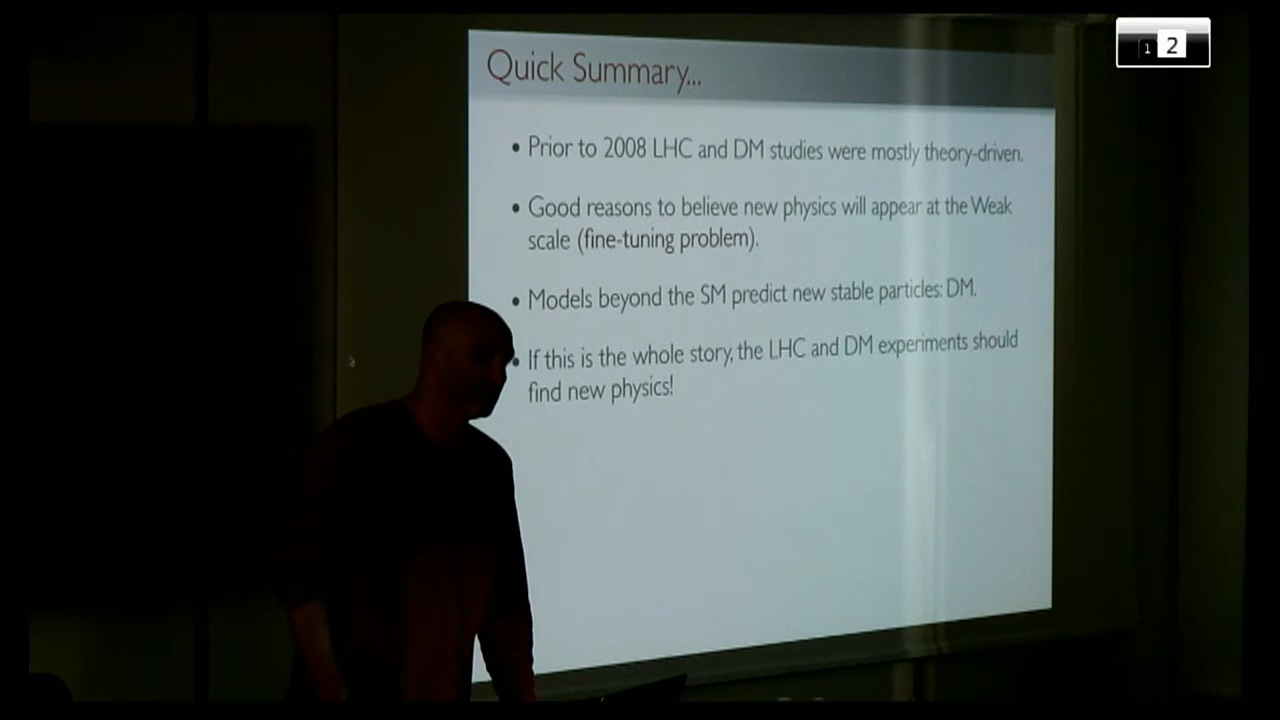 Quick Summary...
• Prior to 2008 LHC and DM studies were mostly theory-driven.
• Good reasons to believe new physics will appear at the Weak
scale (fine-tuning problem).
• Models beyond the SM predict new stable particles: DM.
• If this is the whole story, the LHC and DM experiments should
find new physics!
1 2